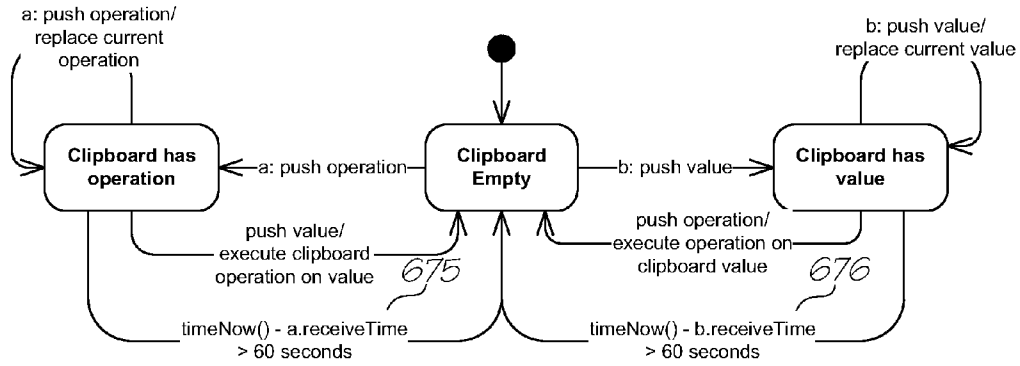 a: push operation/
replace current
operation
b: push value/
replace current value
Clipboard has
operation
a: push operation
Clipboard
Empty
b: push value
Clipboard has
value
push value/
execute clipboard
operation on value
675
push operation/
execute operation on
clipboard value
676
timeNow() - a.receiveTime
> 60 seconds
timeNow() - b.receiveTime
> 60 seconds